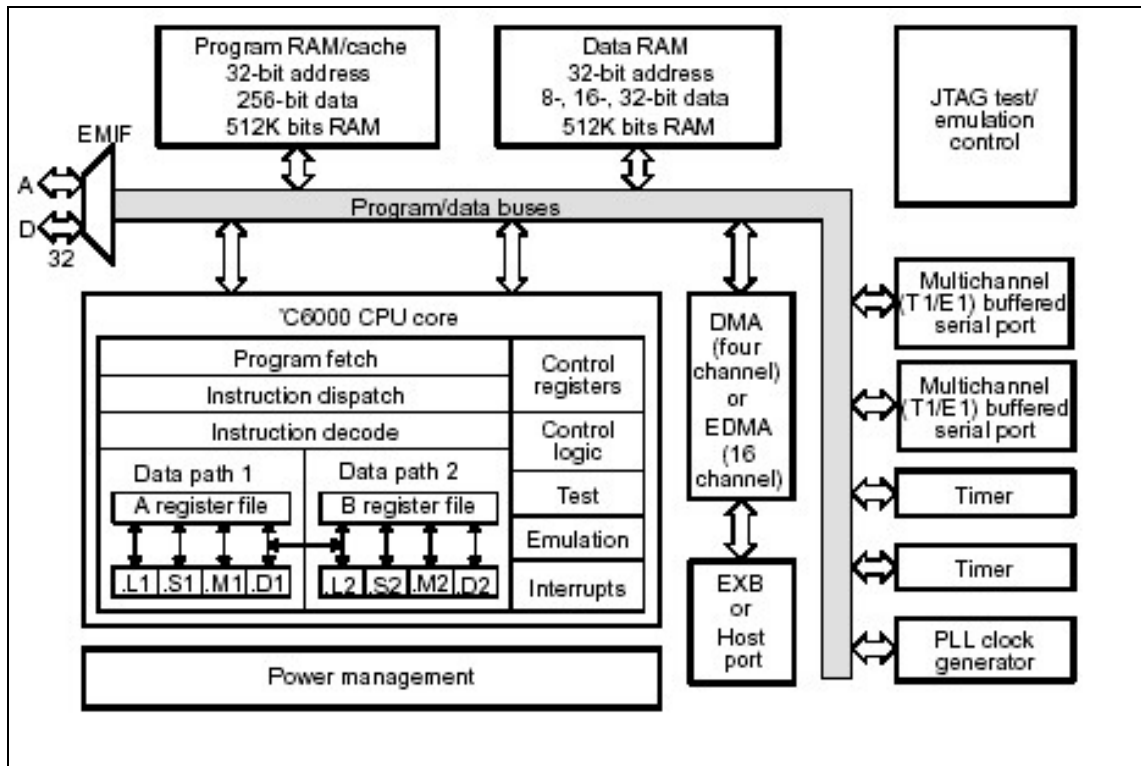 Program RAM/cache
32-bit address
256-bit data
512K bits RAM
Data RAM
32-bit address
8-, 16-, 32-bit data
512K bits RAM
JTAG test/
emulation
control
EMIF
A
D
32
Program/data buses
'C6000 CPU core
Program fetch
Instruction dispatch
Instruction decode
Data path 1
A register file
.L1 .S1 .M1 .D1
Data path 2
B register file
.L2 .S2 .M2 .D2
Control
registers
Control
logic
Test
Emulation
Interrupts
Power management
DMA
(four
channel)
or
EDMA
(16
channel)
EXB
or
Host
port
Multichannel
(T1/E1) buffered
serial port
Multichannel
(T1/E1) buffered
serial port
Timer
Timer
PLL clock
generator